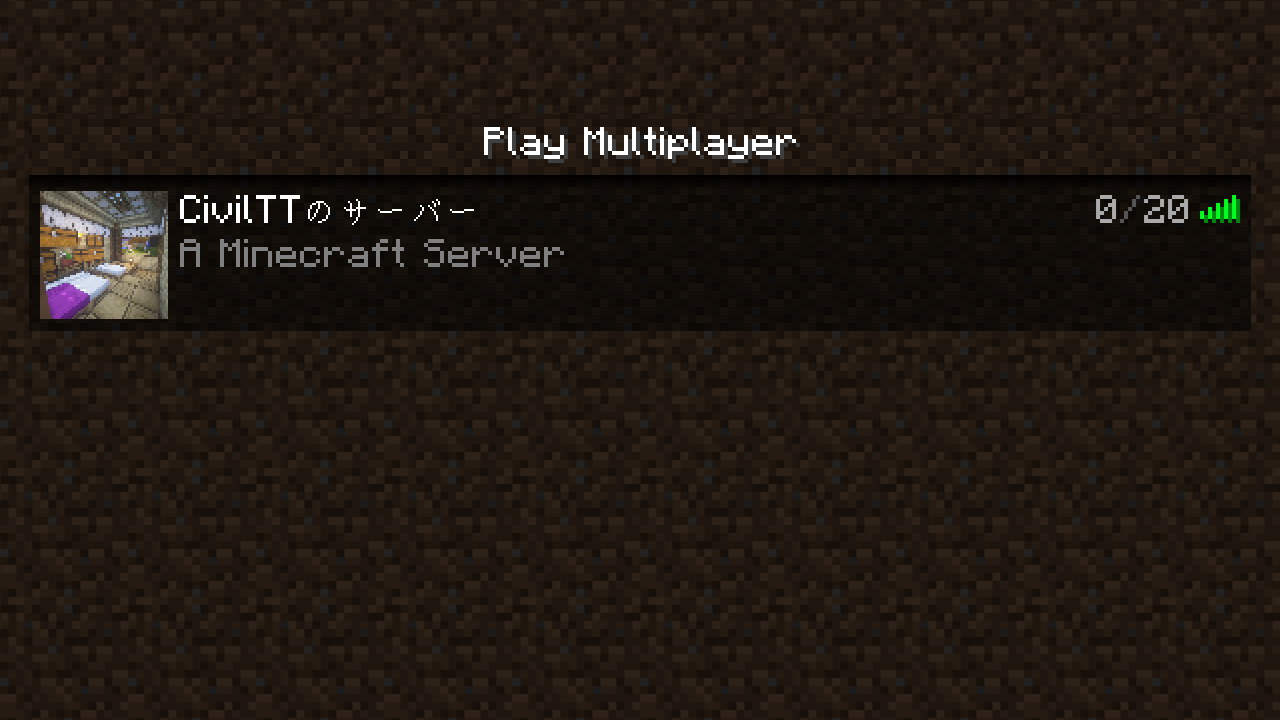 Play Multiplayer
CivilTTのサーバー
0/20
A Minecraft Server